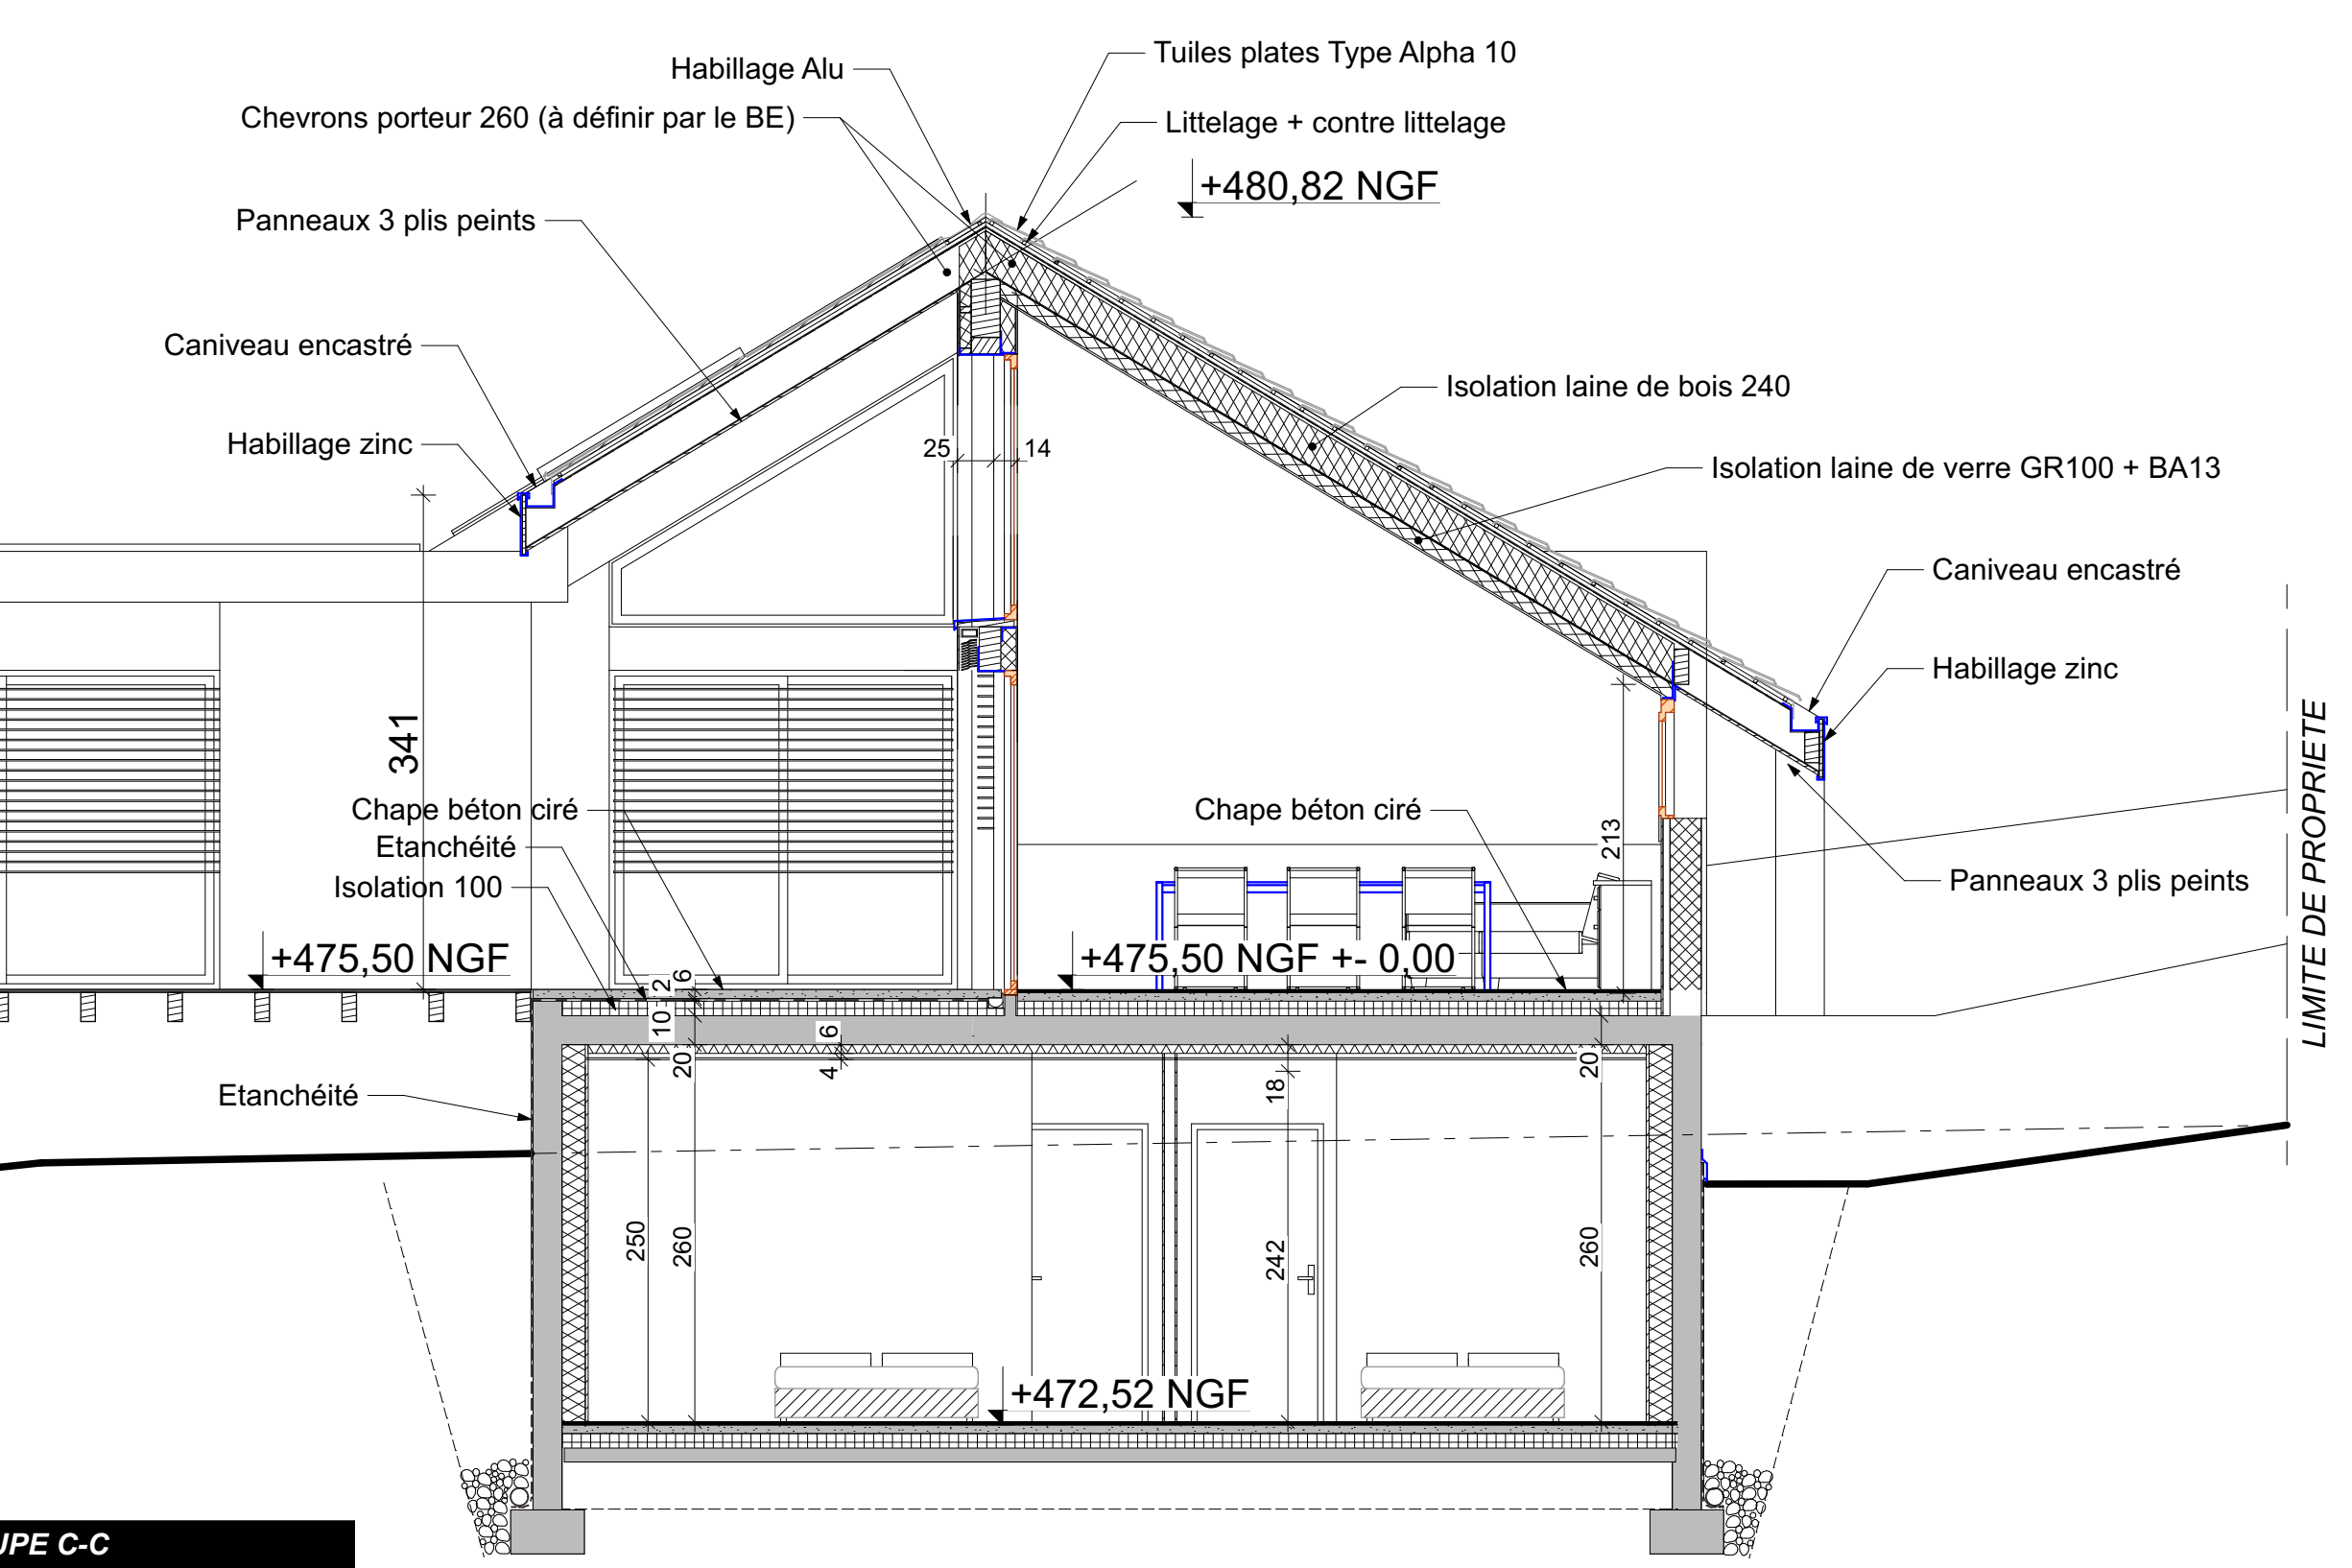 Habillage Alu
Tuiles plates Type Alpha 10
Chevrons porteur 260 (à définir par le BE)
Littelage + contre littelage
+480,82 NGF
Panneaux 3 plis peints
Caniveau encastré
Isolation laine de bois 240
Habillage zinc
25
14
Isolation laine de verre GR100 + BA13
Caniveau encastré
Habillage zinc
341
LIMITE DE PROPRIETE
Chape béton ciré
Chape béton ciré
213
Etanchéité
Isolation 100
Panneaux 3 plis peints
+475,50 NGF
+475,50 NGF +- 0,00
6
2
10
6
20
4
18
20
Etanchéité
250
260
242
260
+472,52 NGF
UPE C-C